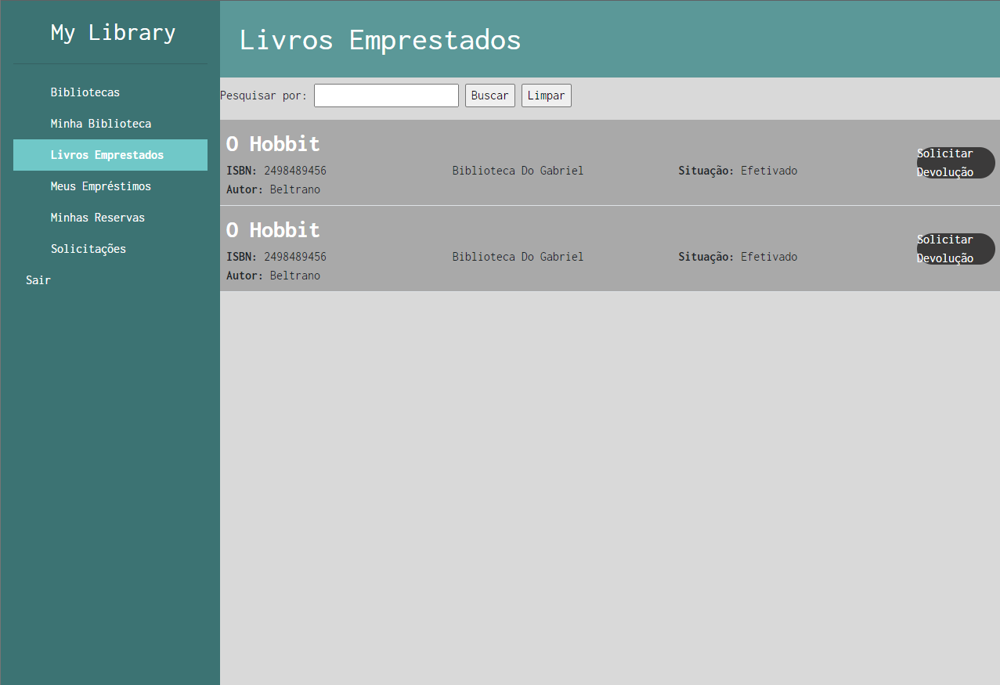 My Library
Bibliotecas
Minha Biblioteca
Livros Emprestados
Meus Empréstimos
Minhas Reservas
Solicitações
Sair
Livros Emprestados
Pesquisar por: Buscar Limpar
O Hobbit
ISBN: 2498489456 Biblioteca Do Gabriel Situação: Efetivado
Autor: Beltrano
Solicitar
Devolução
O Hobbit
ISBN: 2498489456 Biblioteca Do Gabriel Situação: Efetivado
Autor: Beltrano
Solicitar
Devolução